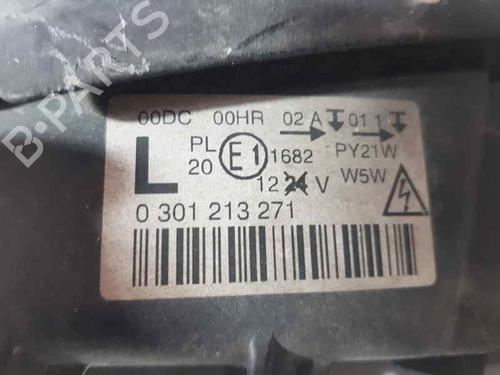 B-PARTS
00DC 00HR 02 A 01 1
L PL 20 E1 1682 PY21W
12 24 V W5W
0 301 213 271